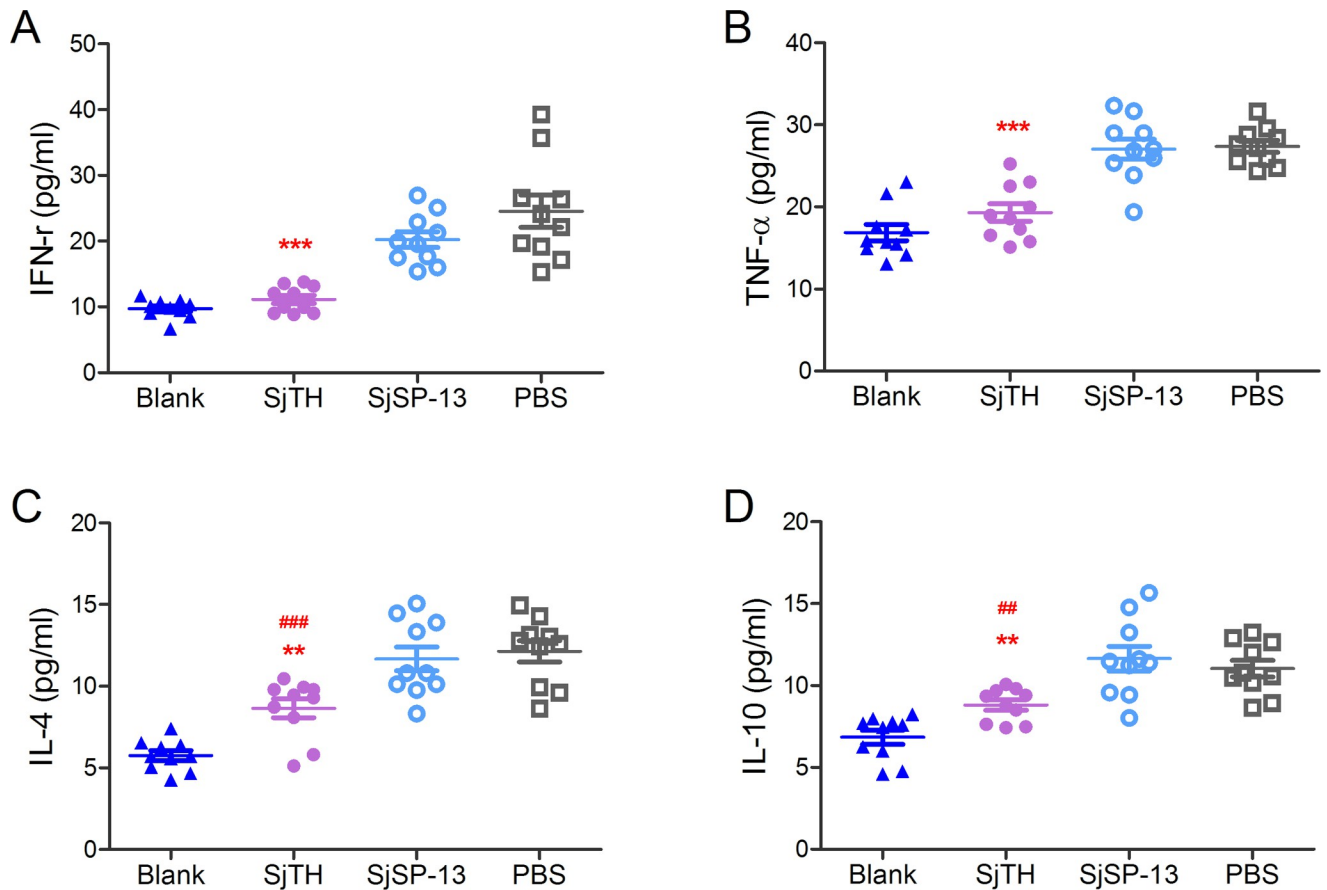 A
IFN-r (pg/ml)
50
40
30
20
10
0
***
Blank SjTH SjSP-13 PBS
B
TNF-α (pg/ml)
40
30
20
10
0
***
Blank SjTH SjSP-13 PBS
C
IL-4 (pg/ml)
20
15
10
5
0
###
**
Blank SjTH SjSP-13 PBS
D
IL-10 (pg/ml)
20
15
10
5
0
##
**
Blank SjTH SjSP-13 PBS